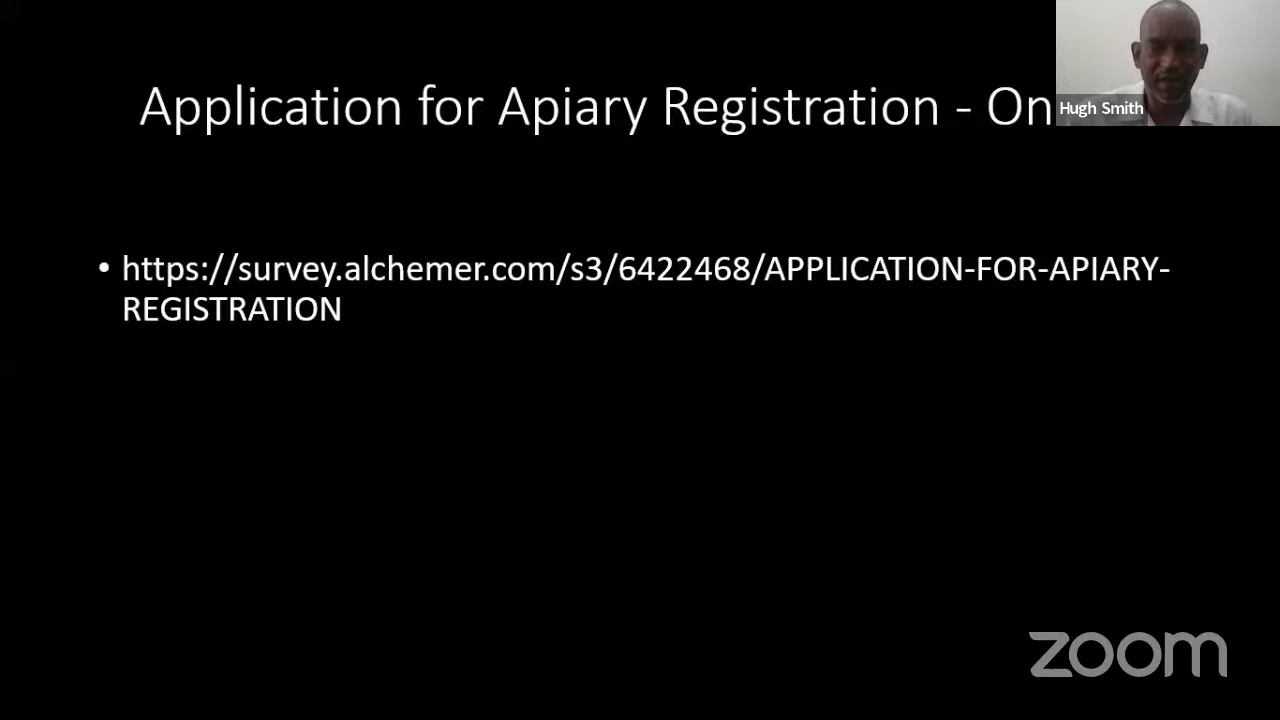 Application for Apiary Registration - On
Hugh Smith
• https://survey.alchemer.com/s3/6422468/APPLICATION-FOR-APIARY-
REGISTRATION
zoom